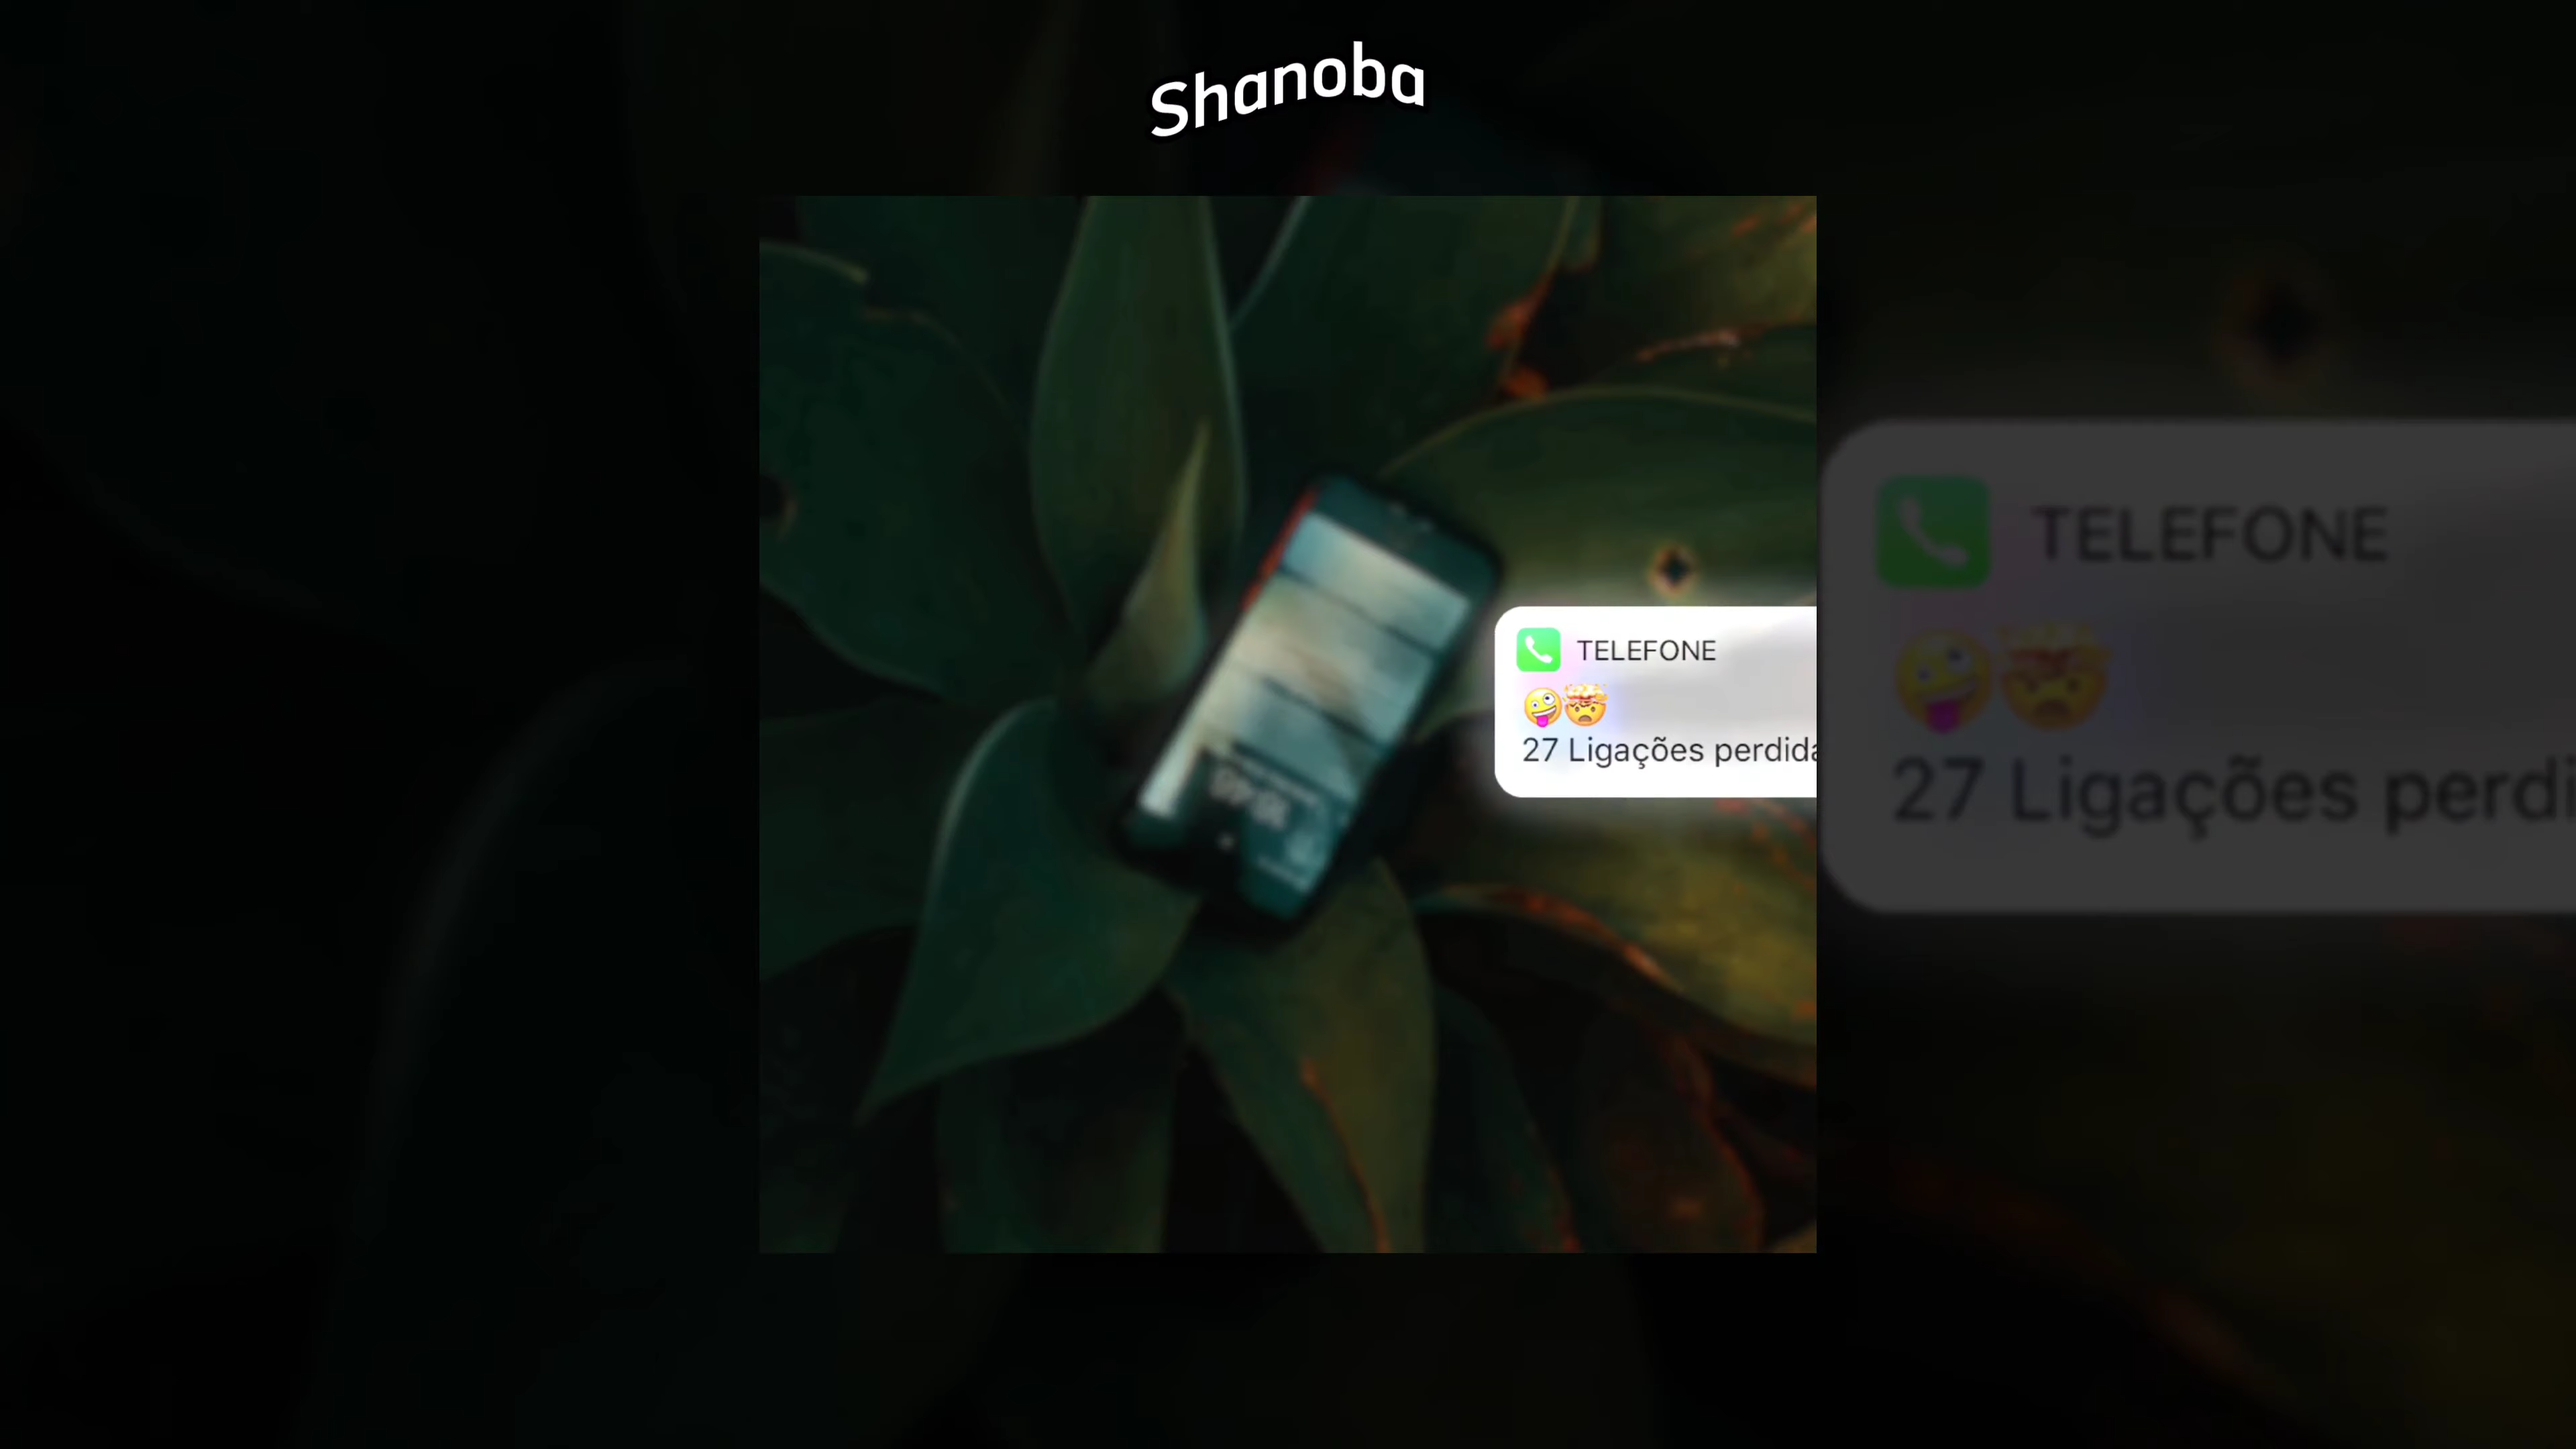 Shanoba
TELEFONE
🤪🤯
27 Ligações perdida
TELEFONE
🤪🤯
27 Ligações perdi